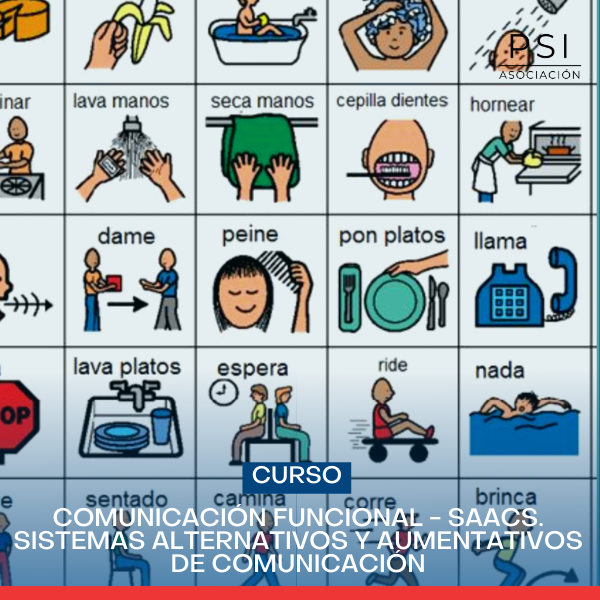 PSI
ASOCIACIÓN
inar
lava manos
seca manos
cepilla dientes
hornear
dame
peine
pon platos
llama
lava platos
espera
ride
nada
OP
e
sentado
camina
corre
brinca
CURSO
COMUNICACIÓN FUNCIONAL - SAACS.
SISTEMAS ALTERNATIVOS Y AUMENTATIVOS
DE COMUNICACIÓN